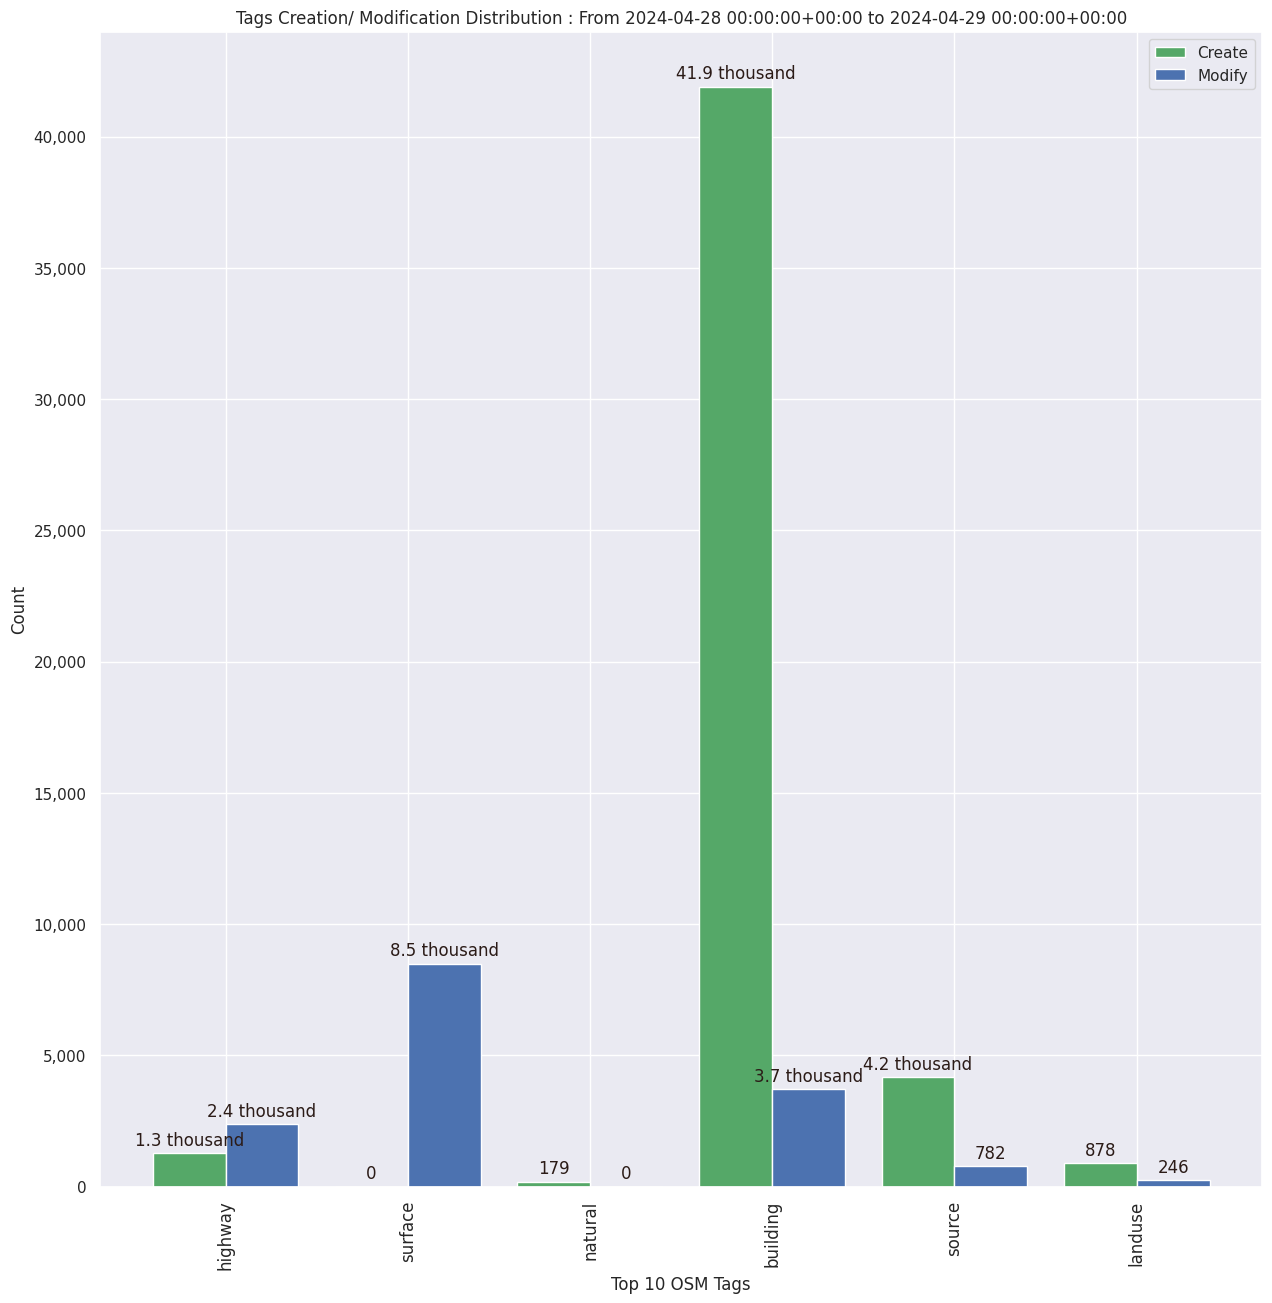 Tags Creation/ Modification Distribution : From 2024-04-28 00:00:00+00:00 to 2024-04-29 00:00:00+00:00
Create
Modify
41.9 thousand
40,000
35,000
30,000
25,000
20,000
15,000
10,000
5,000
0
Count
8.5 thousand
4.2 thousand
3.7 thousand
2.4 thousand
1.3 thousand
0
179
0
782
878
246
highway
surface
natural
building
source
landuse
Top 10 OSM Tags